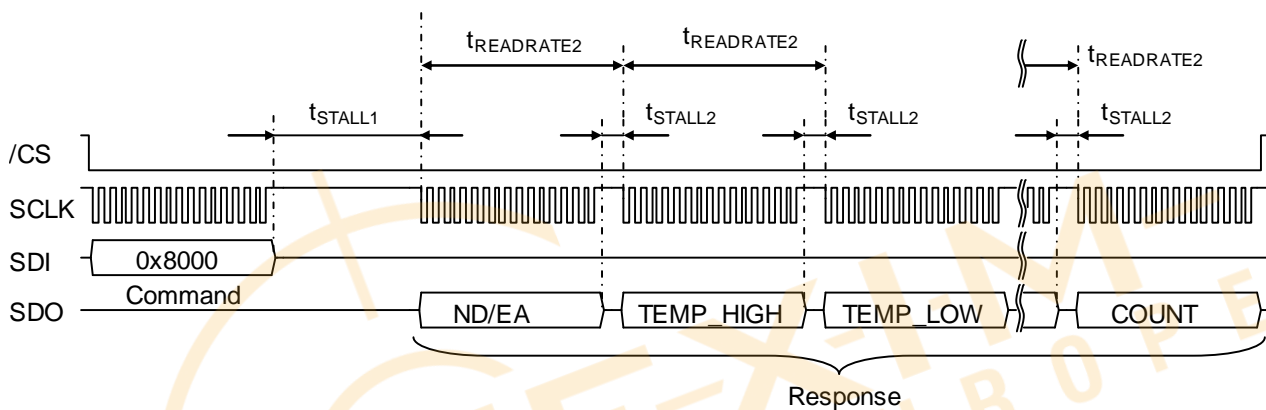 tREADRATE2 tREADRATE2
tREADRATE2
tSTALL1 tSTALL2 tSTALL2 tSTALL2
/CS
SCLK
SDI 0x8000
Command
SDO ND/EA TEMP_HIGH TEMP_LOW COUNT
Response